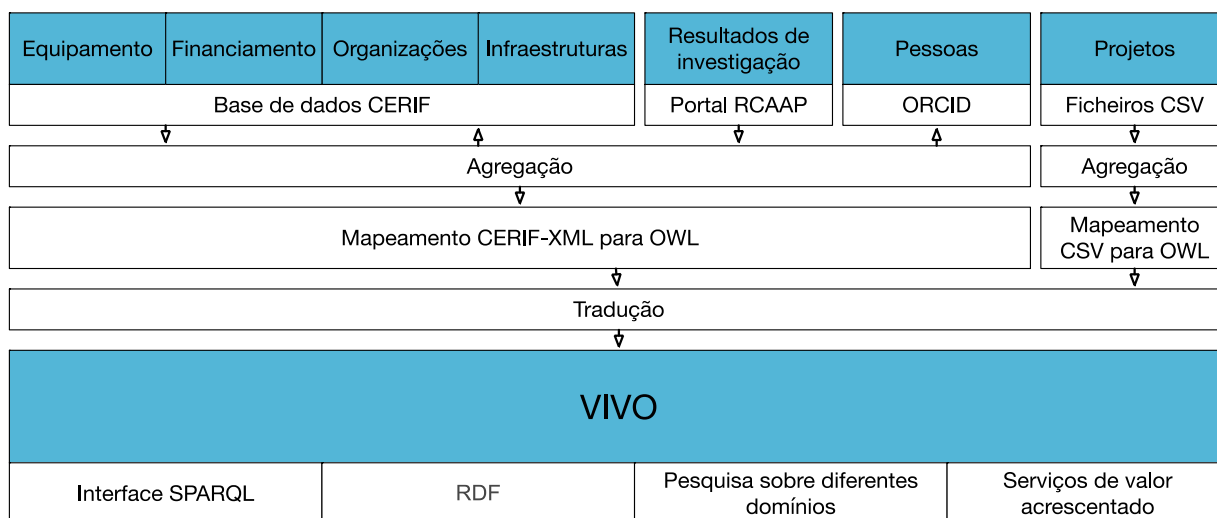 Equipamento
Financiamento
Organizações
Infraestruturas
Resultados de
investigação
Pessoas
Projetos
Base de dados CERIF
Portal RCAAP
ORCID
Ficheiros CSV
Agregação
Agregação
Mapeamento CERIF-XML para OWL
Mapeamento
CSV para OWL
Tradução
VIVO
Interface SPARQL
RDF
Pesquisa sobre diferentes
domínios
Serviços de valor
acrescentado